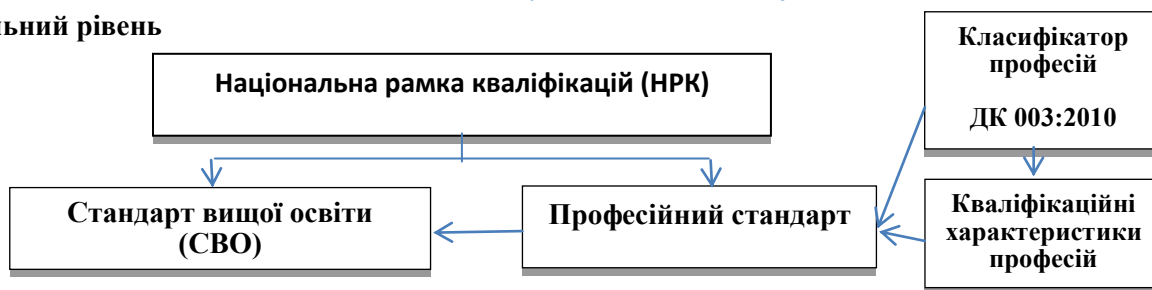 льний рівень
Класифікатор
професій
ДК 003:2010
Національна рамка кваліфікацій (НРК)
Стандарт вищої освіти
(СВО)
Професійний стандарт
Кваліфікаційні
характеристики
професій